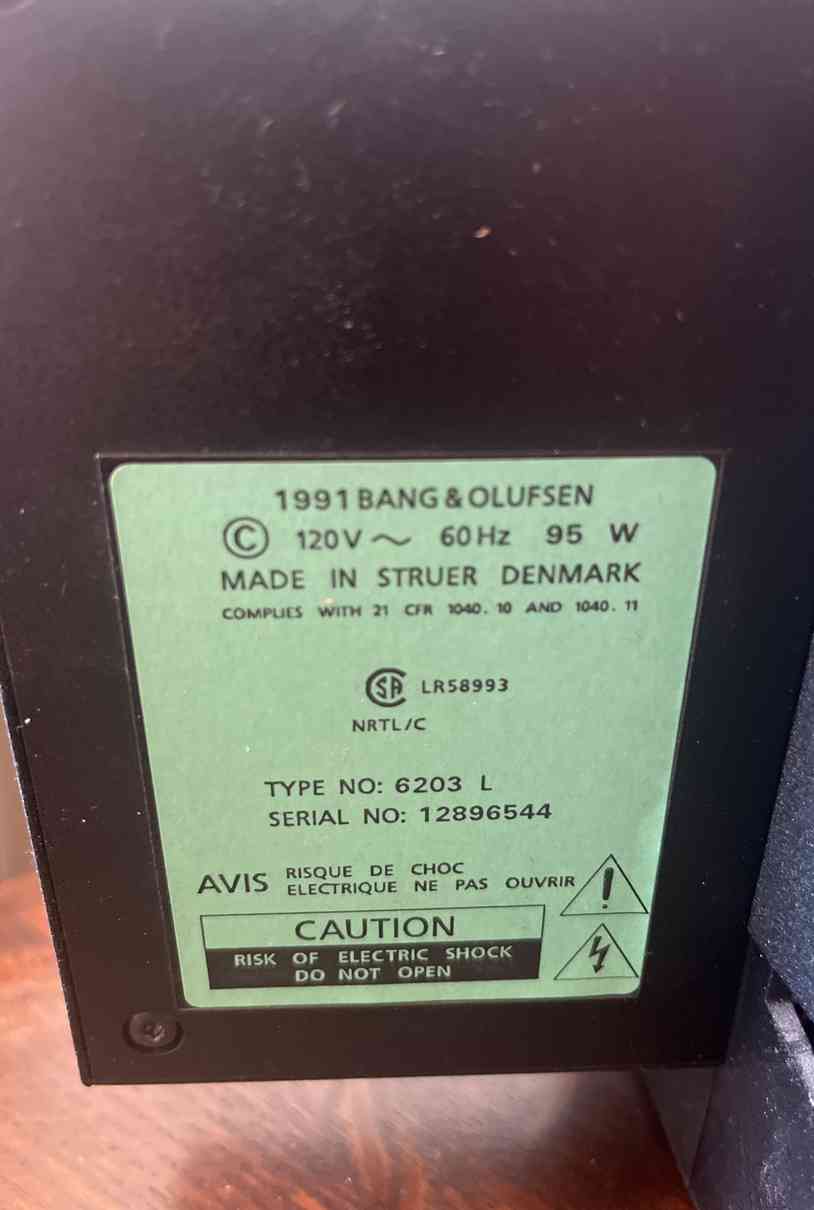 1991 BANG & OLUFSEN
© 120V ~ 60Hz 95 W
MADE IN STRUER DENMARK
COMPLIES WITH 21 CFR 1040.10 AND 1040.11
CSA LR58993
NRTL/C
TYPE NO: 6203 L
SERIAL NO: 12896544
AVIS RISQUE DE CHOC
ELECTRIQUE NE PAS OUVRIR
!
CAUTION
RISK OF ELECTRIC SHOCK
DO NOT OPEN